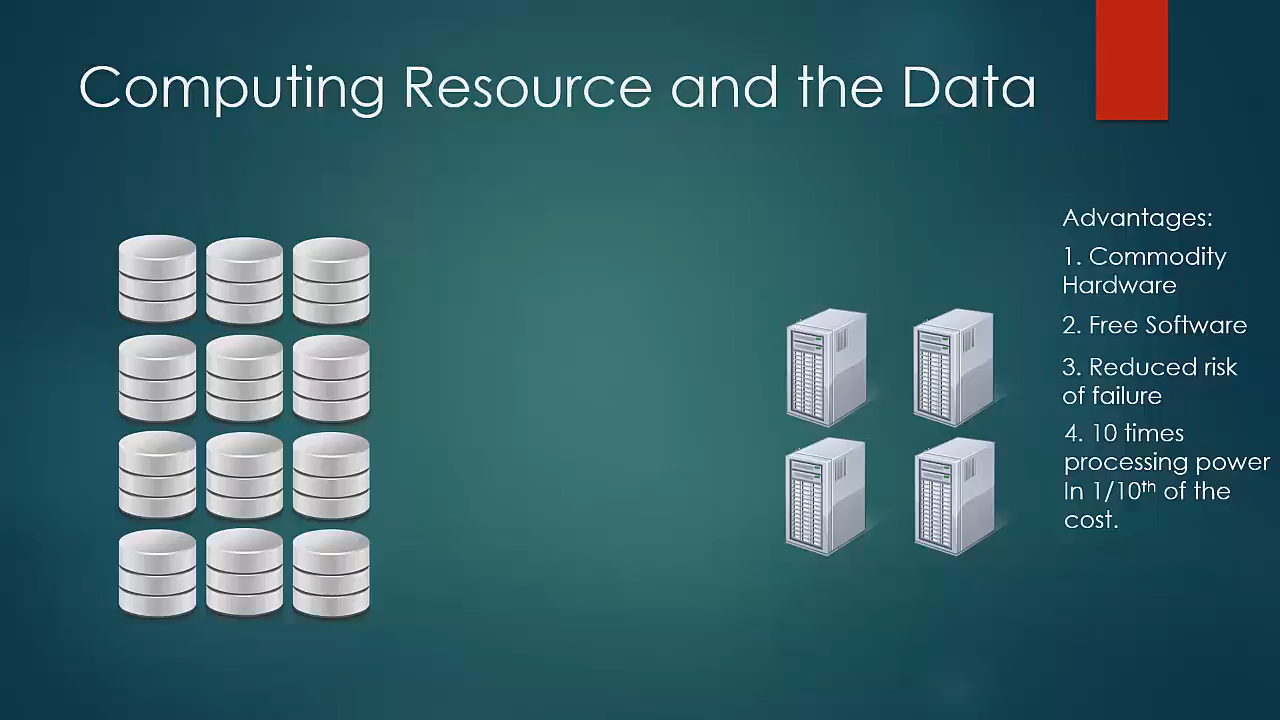 Computing Resource and the Data
Advantages:
1. Commodity
Hardware
2. Free Software
3. Reduced risk
of failure
4. 10 times
processing power
In 1/10th of the
cost.